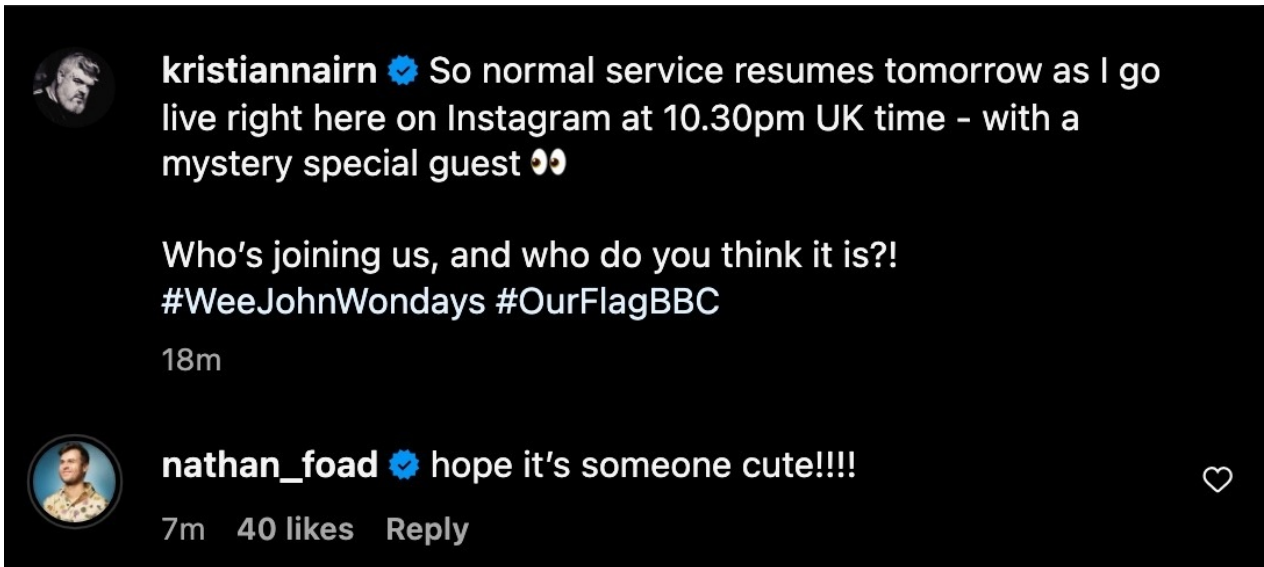 kristiannairn So normal service resumes tomorrow as I go
live right here on Instagram at 10.30pm UK time - with a
mystery special guest 👀
Who's joining us, and who do you think it is?!
#WeeJohnWondays #OurFlagBBC
18m
nathan_foad hope it's someone cute!!!!
7m 40 likes Reply